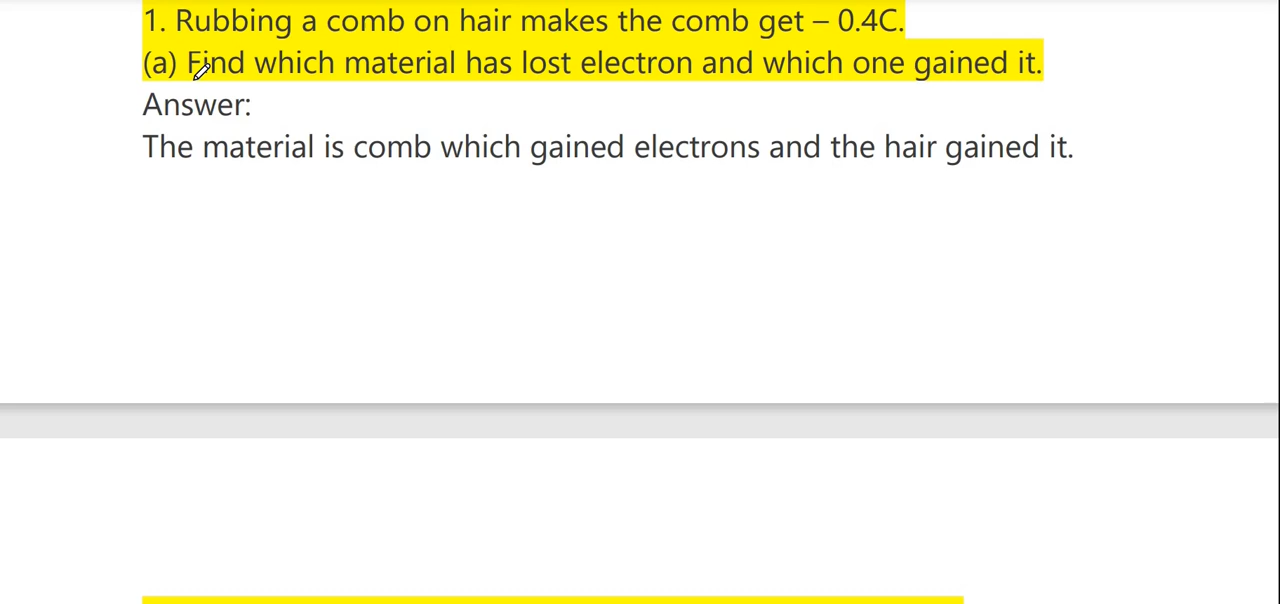 1. Rubbing a comb on hair makes the comb get – 0.4C.
(a) Find which material has lost electron and which one gained it.
Answer:
The material is comb which gained electrons and the hair gained it.